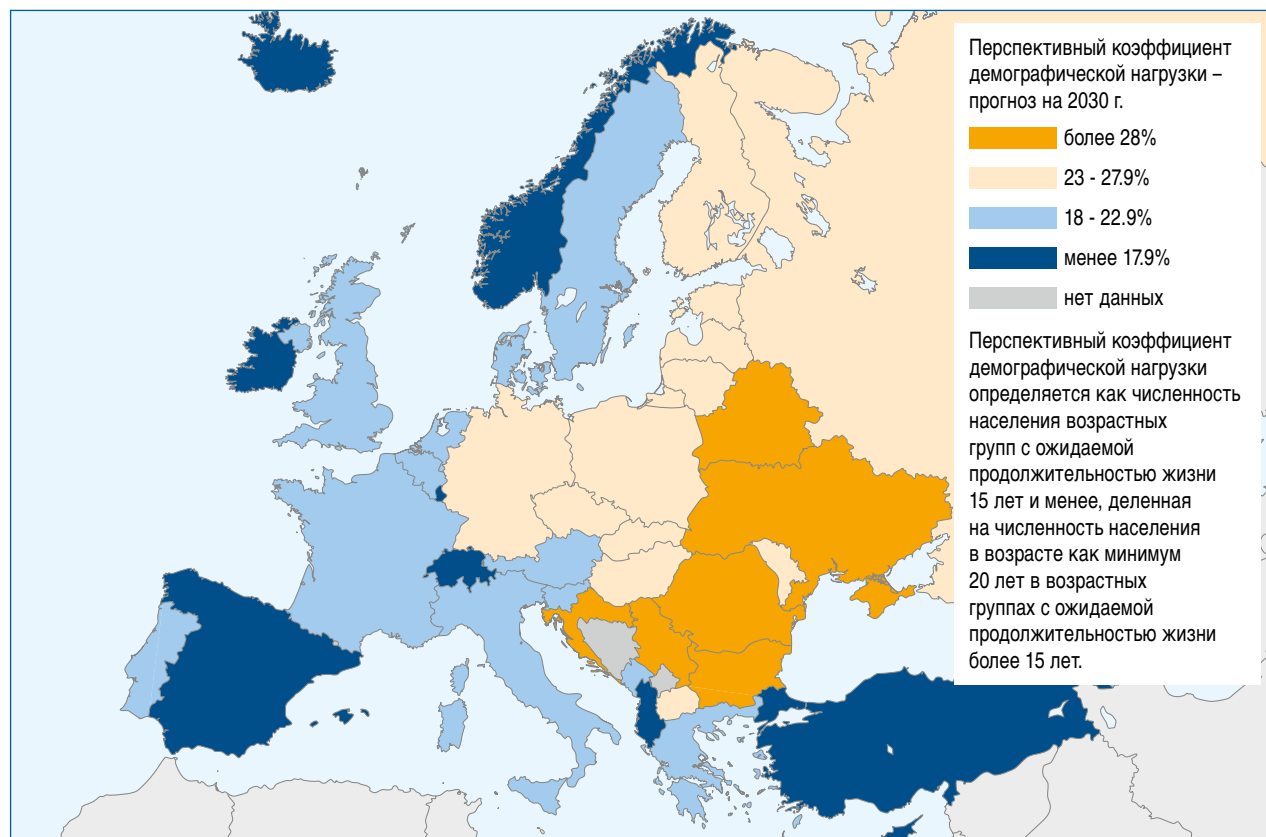 Перспективный коэффициент
демографической нагрузки –
прогноз на 2030 г.
более 28%
23 - 27.9%
18 - 22.9%
менее 17.9%
нет данных
Перспективный коэффициент
демографической нагрузки
определяется как численность
населения возрастных
групп с ожидаемой
продолжительностью жизни
15 лет и менее, деленная
на численность населения
в возрасте как минимум
20 лет в возрастных
группах с ожидаемой
продолжительностью жизни
более 15 лет.